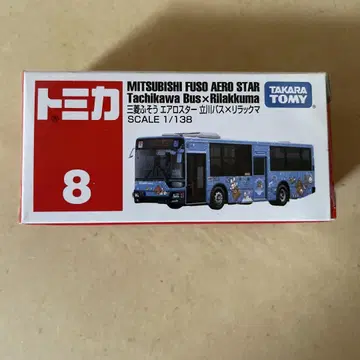 トミカ
8
MITSUBISHI FUSO AERO STAR
Tachikawa Bus×Rilakkuma
三菱ふそう エアロスター 立川バス×リラックマ
SCALE 1/138
TAKARA
TOMY